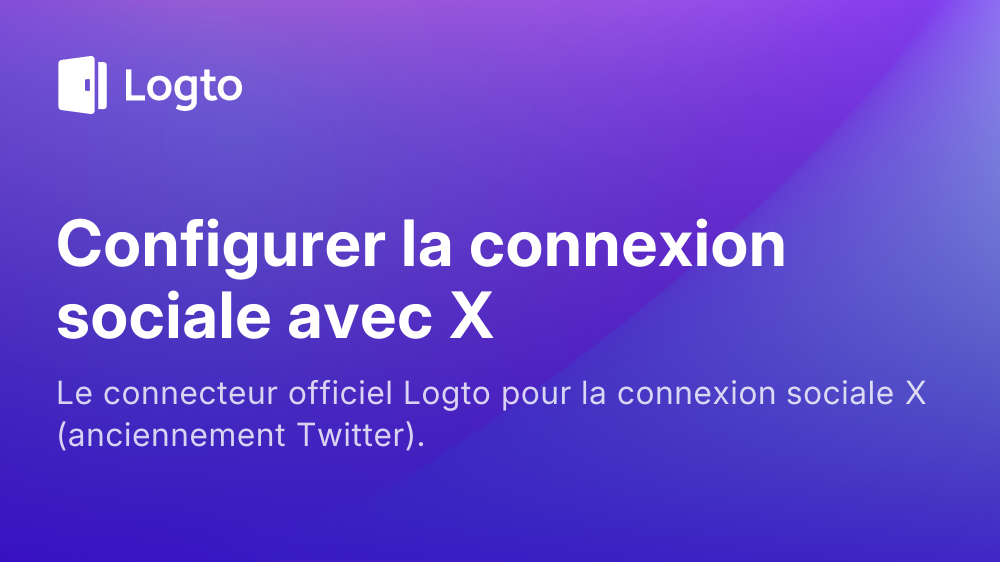 Logto
Configurer la connexion
sociale avec X
Le connecteur officiel Logto pour la connexion sociale X
(anciennement Twitter).